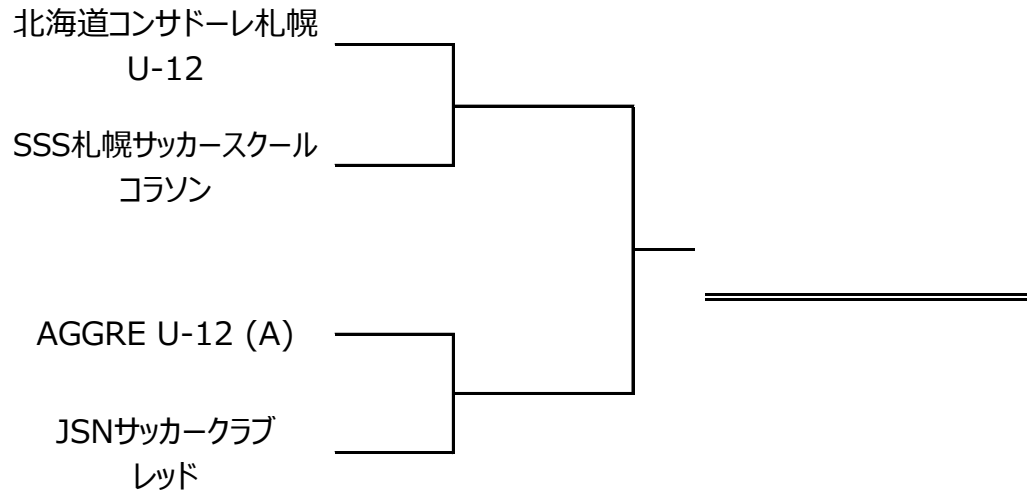 北海道コンサドーレ札幌
U-12
SSS札幌サッカースクール
コラソン
AGGRE U-12 (A)
JSNサッカークラブ
レッド